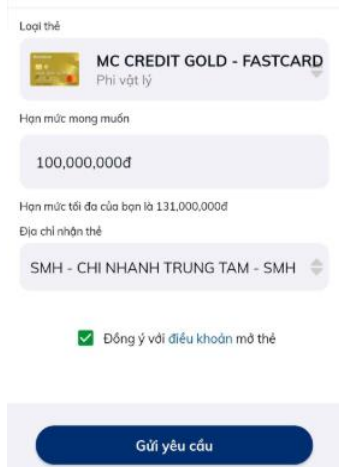 Loại thẻ
MC CREDIT GOLD - FASTCARD
Phi vật lý
Hạn mức mong muốn
100,000,000đ
Hạn mức tối đa của bạn là 131,000,000đ
Địa chỉ nhận thẻ
SMH - CHI NHANH TRUNG TAM - SMH
Đồng ý với điều khoản mở thẻ
Gửi yêu cầu